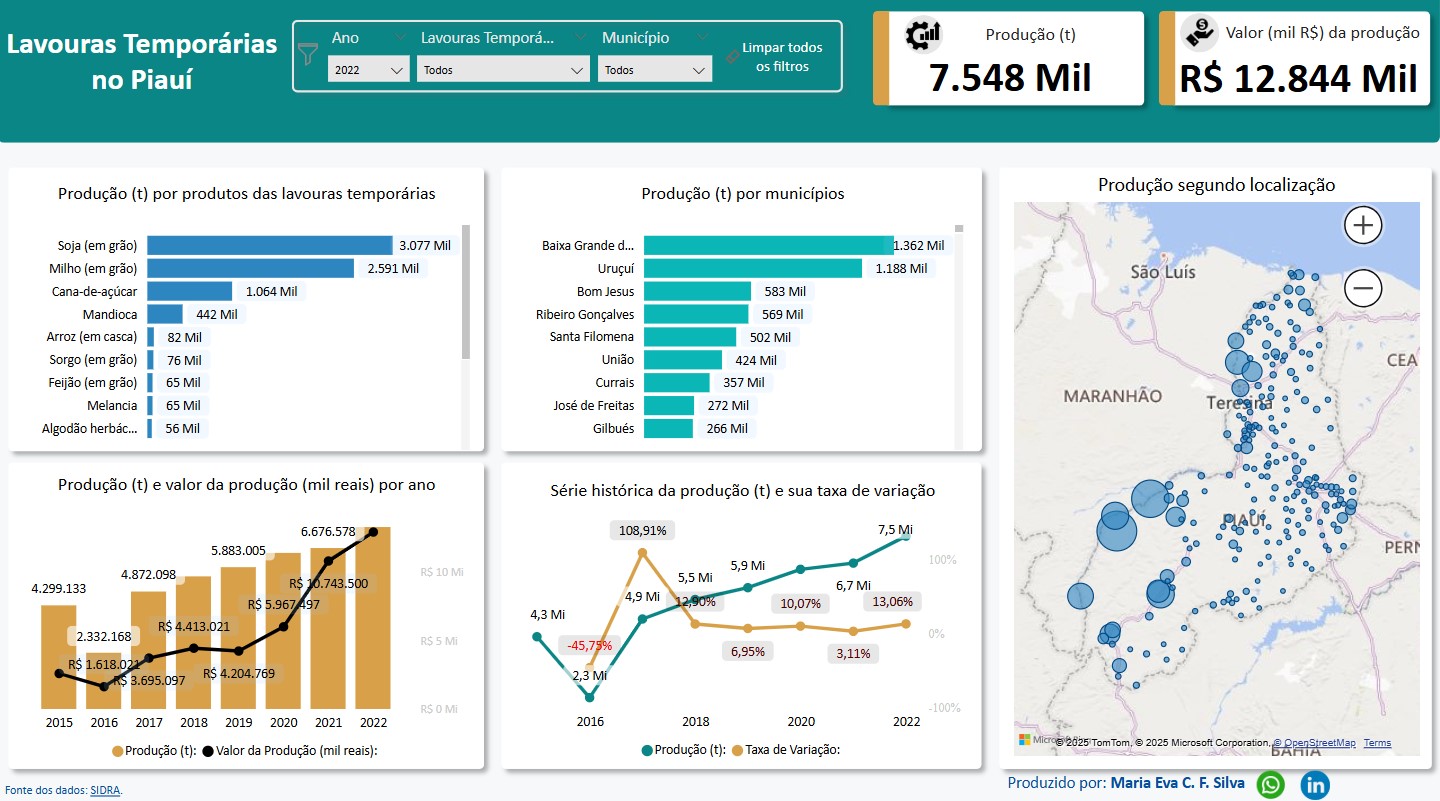 Lavouras Temporárias
no Piauí
Ano
Lavouras Temporá...
Município
2022
Todos
Todos
Limpar todos
os filtros
Produção (t)
7.548 Mil
Valor (mil R$) da produção
R$ 12.844 Mil
Produção (t) por produtos das lavouras temporárias
Soja (em grão) 3.077 Mil
Milho (em grão) 2.591 Mil
Cana-de-açúcar 1.064 Mil
Mandioca 442 Mil
Arroz (em casca) 82 Mil
Sorgo (em grão) 76 Mil
Feijão (em grão) 65 Mil
Melancia 65 Mil
Algodão herbác... 56 Mil
Produção (t) por municípios
Baixa Grande d... 1.362 Mil
Uruçuí 1.188 Mil
Bom Jesus 583 Mil
Ribeiro Gonçalves 569 Mil
Santa Filomena 502 Mil
União 424 Mil
Currais 357 Mil
José de Freitas 272 Mil
Gilbués 266 Mil
Produção segundo localização
São Luís
CEA
MARANHÃO
Teresina
PIAUÍ
PERN
BAHIA
© 2025 TomTom, © 2025 Microsoft Corporation, © OpenStreetMap Terms
Produção (t) e valor da produção (mil reais) por ano
4.299.133
2.332.168
4.872.098
5.883.005
6.676.578
R$ 1.618.021
R$ 3.695.097
R$ 4.413.021
R$ 4.204.769
R$ 5.967.497
R$ 10.743.500
R$ 10 Mi
R$ 5 Mi
R$ 0 Mi
2015 2016 2017 2018 2019 2020 2021 2022
Produção (t): Valor da Produção (mil reais):
Série histórica da produção (t) e sua taxa de variação
4,3 Mi
2,3 Mi
4,9 Mi
5,5 Mi
5,9 Mi
6,7 Mi
7,5 Mi
-45,75%
108,91%
12,90%
6,95%
10,07%
3,11%
13,06%
100%
0%
-100%
2016 2018 2020 2022
Produção (t): Taxa de Variação:
Fonte dos dados: SIDRA.
Produzido por: Maria Eva C. F. Silva
in